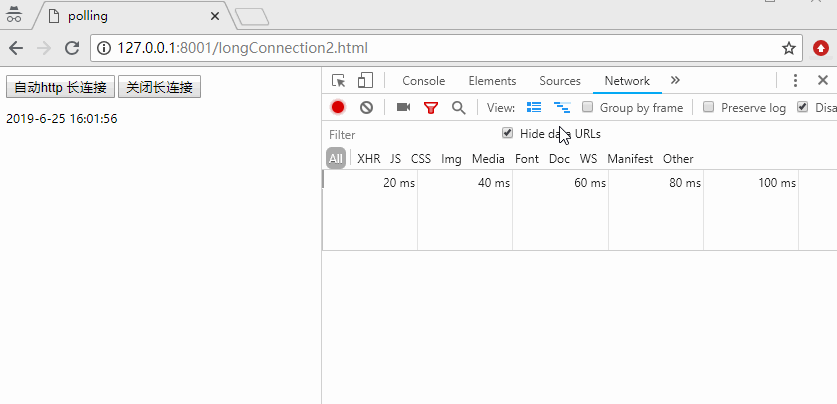 polling
127.0.0.1:8001/longConnection2.html
自动http 长连接 关闭长连接
2019-6-25 16:01:56
Console Elements Sources Network
View: Group by frame Preserve log Disa
Filter Hide data URLs
All XHR JS CSS Img Media Font Doc WS Manifest Other
20 ms 40 ms 60 ms 80 ms 100 ms